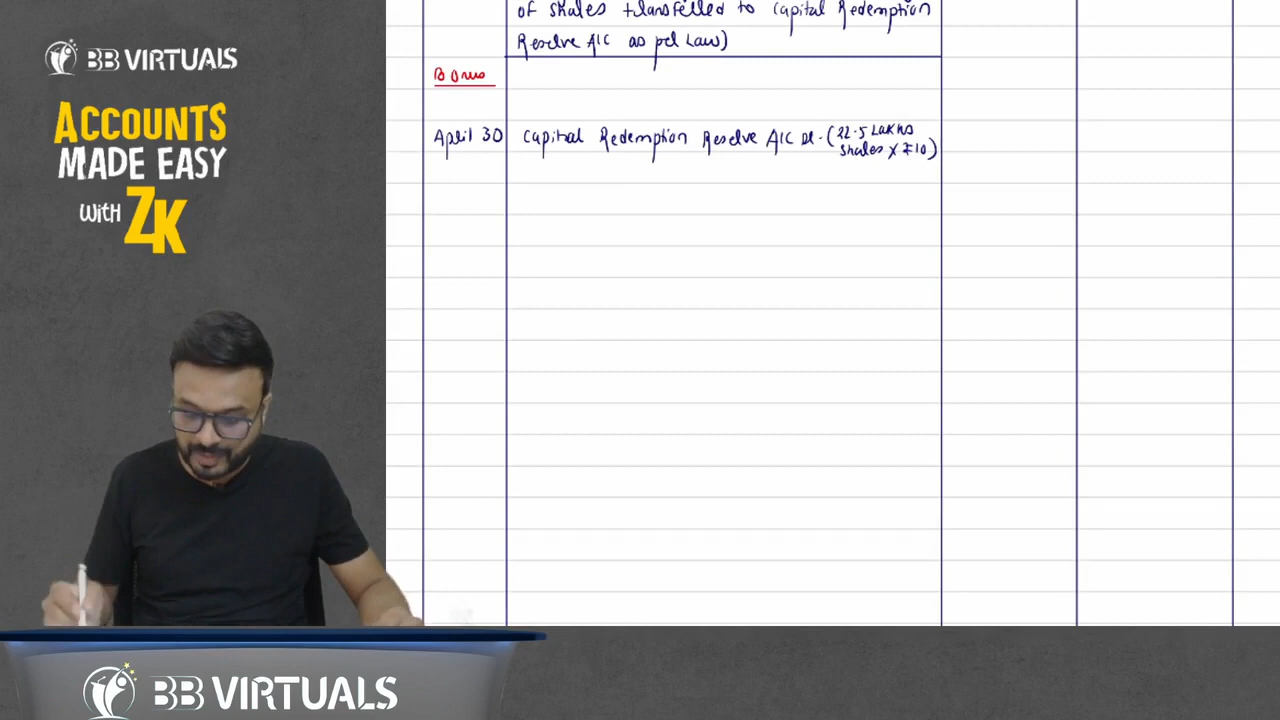 BB VIRTUALS
ACCOUNTS
MADE EASY
WITH ZK
of shares transferred to Capital Redemption
Reserve A/C as per Law)
Bonus
April 30 Capital Redemption Reserve A/C dr. (22.5 Lakhs
Shares x ₹10)
BB VIRTUALS